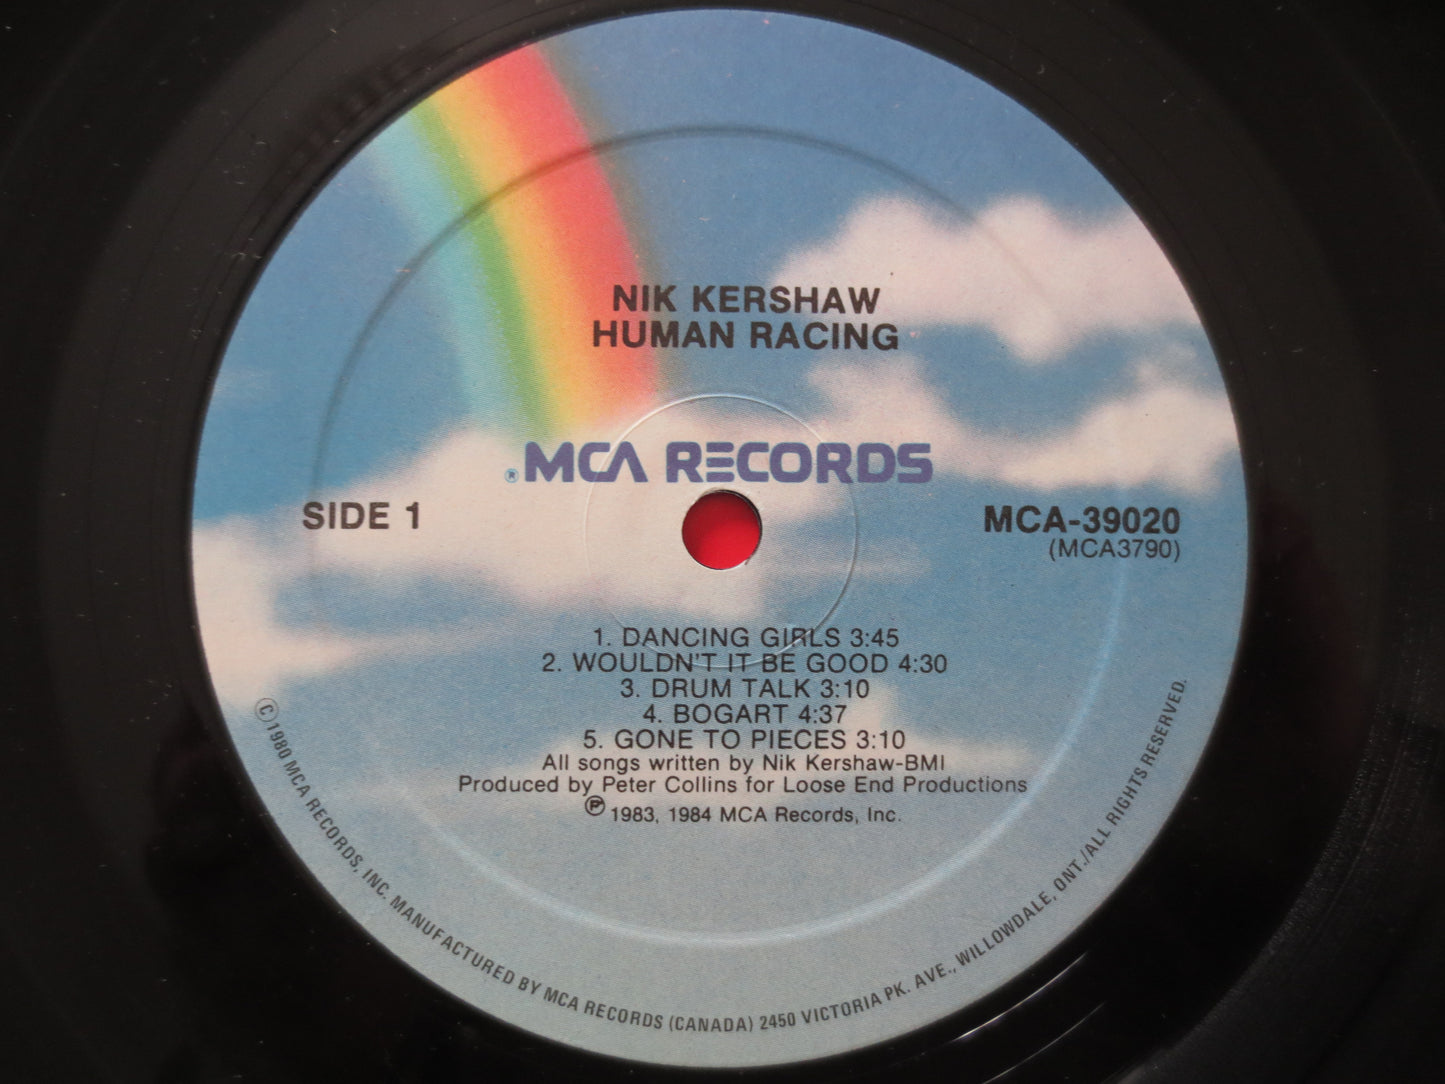 NIK KERSHAW
HUMAN RACING
®MCA RECORDS
SIDE 1
MCA-39020
(MCA3790)
1. DANCING GIRLS 3:45
2. WOULDN'T IT BE GOOD 4:30
3. DRUM TALK 3:10
4. BOGART 4:37
5. GONE TO PIECES 3:10
All songs written by Nik Kershaw-BMI
Produced by Peter Collins for Loose End Productions
℗ 1983, 1984 MCA Records, Inc.
©1980 MCA RECORDS, INC. MANUFACTURED BY MCA RECORDS (CANADA) 2450 VICTORIA PK. AVE., WILLOWDALE, ONT./ALL RIGHTS RESERVED.